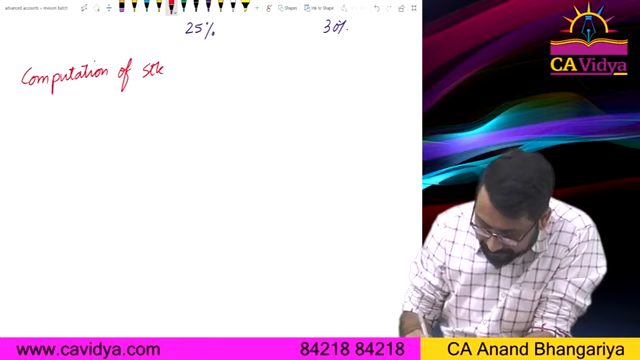 advanced accounts - inskom batch
Shapes
Ink to Shape
25%
30%.
Computation of stk
CA Vidya
www.cavidya.com
84218 84218
CA Anand Bhangariya